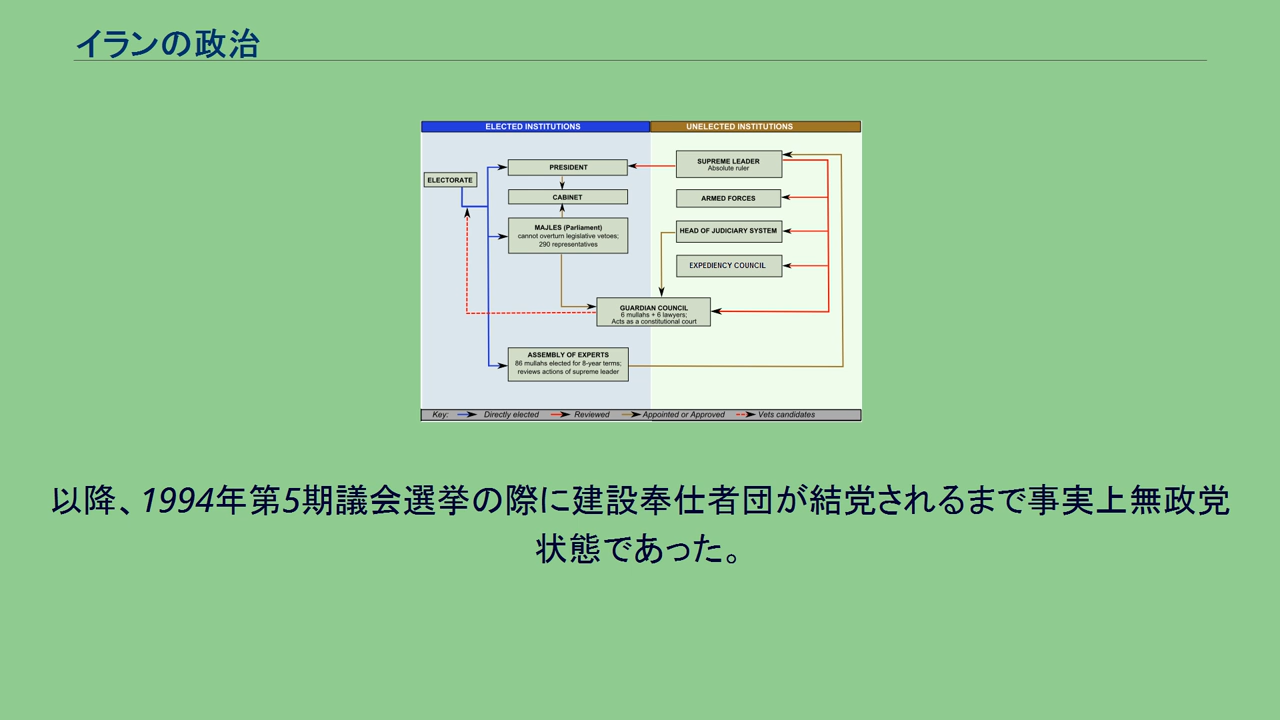 イランの政治
ELECTED INSTITUTIONS
UNELECTED INSTITUTIONS
ELECTORATE
PRESIDENT
CABINET
MAJLES (Parliament)
cannot overturn legislative vetoes;
290 representatives
SUPREME LEADER
Absolute ruler
ARMED FORCES
HEAD OF JUDICIARY SYSTEM
EXPEDIENCY COUNCIL
GUARDIAN COUNCIL
6 mullahs + 6 lawyers;
Acts as a constitutional court
ASSEMBLY OF EXPERTS
86 mullahs elected for 8-year terms;
reviews actions of supreme leader
Key: Directly elected Reviewed Appointed or Approved Vets candidates
以降、1994年第5期議会選挙の際に建設奉仕者団が結党されるまで事実上無政党
状態であった。